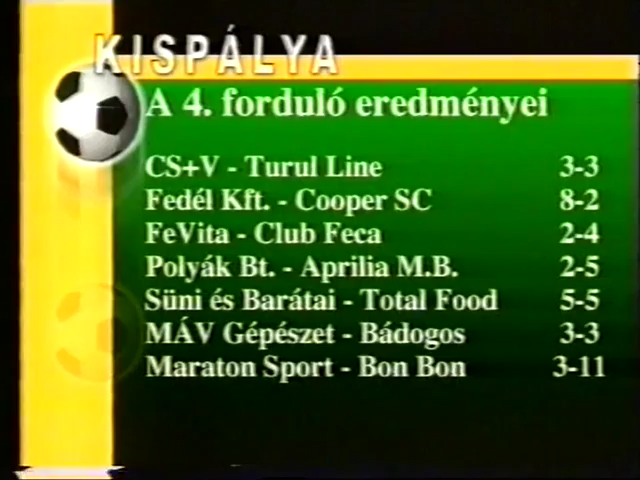 KISPÁLYA
A 4. forduló eredményei
CS+V - Turul Line 3-3
Fedél Kft. - Cooper SC 8-2
FeVita - Club Feca 2-4
Polyák Bt. - Aprilia M.B. 2-5
Süni és Barátai - Total Food 5-5
MÁV Gépészet - Bádogos 3-3
Maraton Sport - Bon Bon 3-11